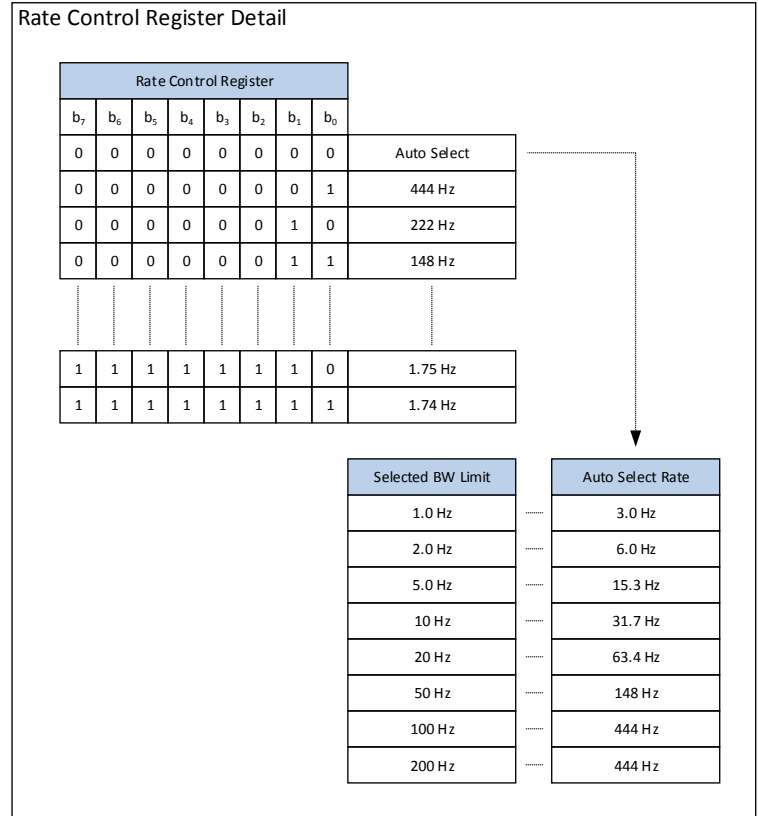 Rate Control Register Detail
Rate Control Register
b₇ b₆ b₅ b₄ b₃ b₂ b₁ b₀
0 0 0 0 0 0 0 0 Auto Select
0 0 0 0 0 0 0 1 444 Hz
0 0 0 0 0 0 1 0 222 Hz
0 0 0 0 0 0 1 1 148 Hz
1 1 1 1 1 1 1 0 1.75 Hz
1 1 1 1 1 1 1 1 1.74 Hz
Selected BW Limit Auto Select Rate
1.0 Hz 3.0 Hz
2.0 Hz 6.0 Hz
5.0 Hz 15.3 Hz
10 Hz 31.7 Hz
20 Hz 63.4 Hz
50 Hz 148 Hz
100 Hz 444 Hz
200 Hz 444 Hz